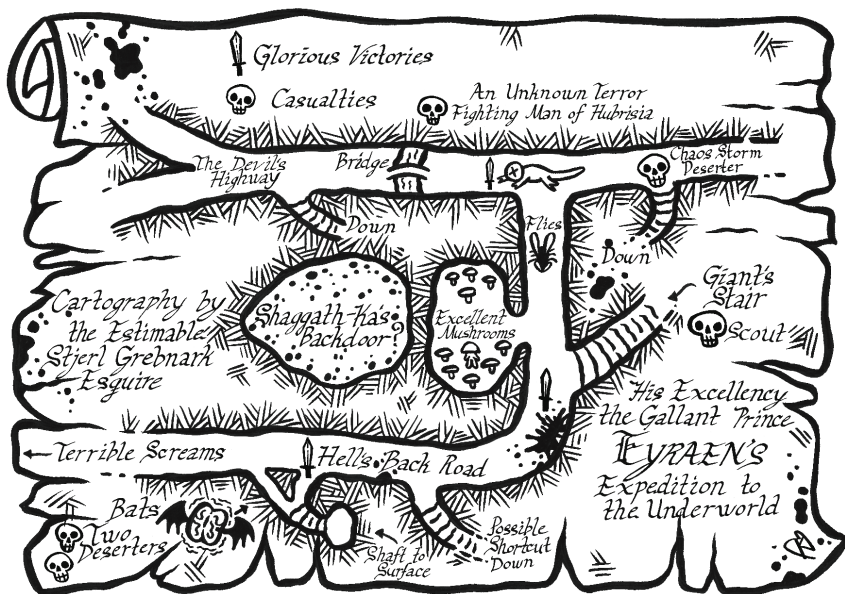 Glorious Victories
Casualties
An Unknown Terror
Fighting Man of Hubrisia
The Devil's
Highway
Bridge
Chaos Storm
Deserter
Down
Flies
Down
Giant's
Stair
Scout
Cartography by
the Estimable
Stjerl Grebnark
Esquire
Shaggath-Ka's
Backdoor?
Excellent
Mushrooms
His Excellency
the Gallant Prince
EYRAEN'S
Expedition to
the Underworld
Terrible Screams
Hell's Back Road
Bats
Two
Deserters
Shaft to
Surface
Possible
Shortcut
Down